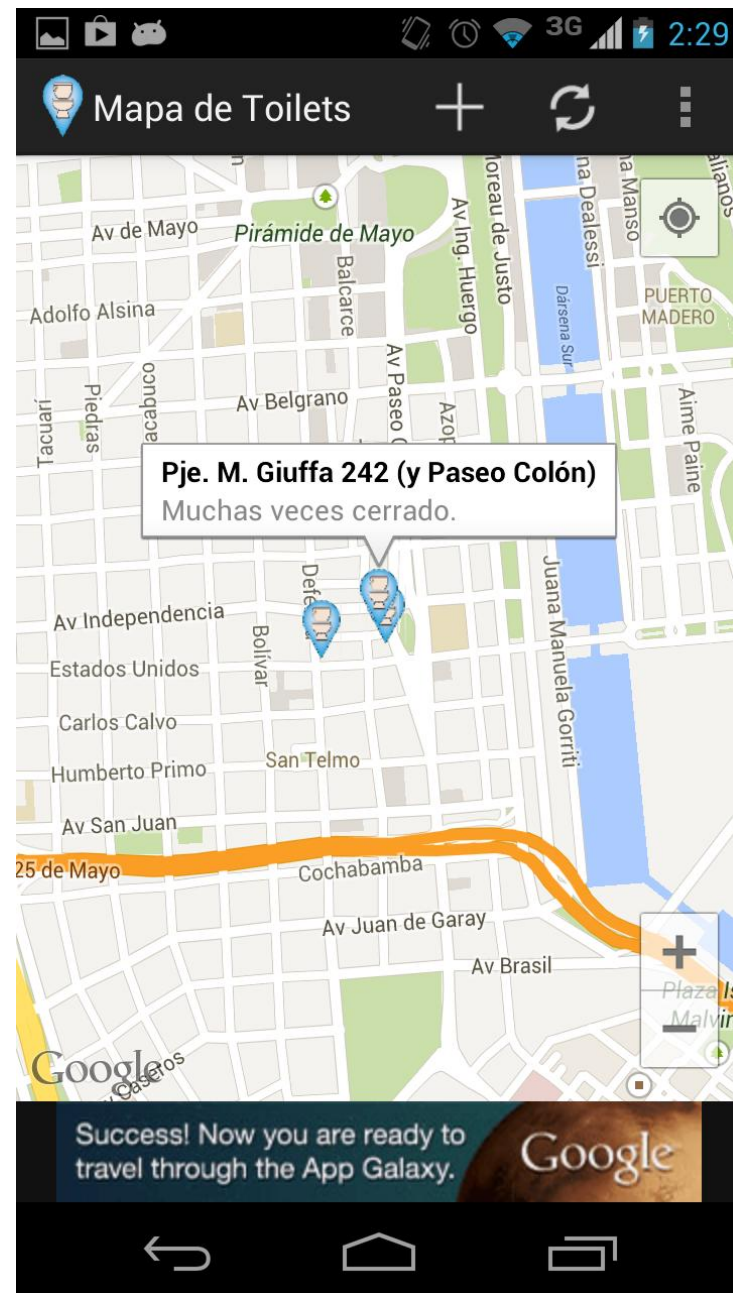 3G 2:29
Mapa de Toilets
Av de Mayo
Pirámide de Mayo
Adolfo Alsina
Balcarce
Av Ing. Huergo
Dársena Sur
PUERTO
MADERO
Tacuarí
Piedras
Av Belgrano
Aime Paine
Pje. M. Giuffa 242 (y Paseo Colón)
Muchas veces cerrado.
Av Independencia
Bolívar
Juana Manuela Gorriti
Estados Unidos
Carlos Calvo
Humberto Primo
San Telmo
Av San Juan
25 de Mayo
Cochabamba
Av Juan de Garay
Av Brasil
Google
Success! Now you are ready to
travel through the App Galaxy.
Google